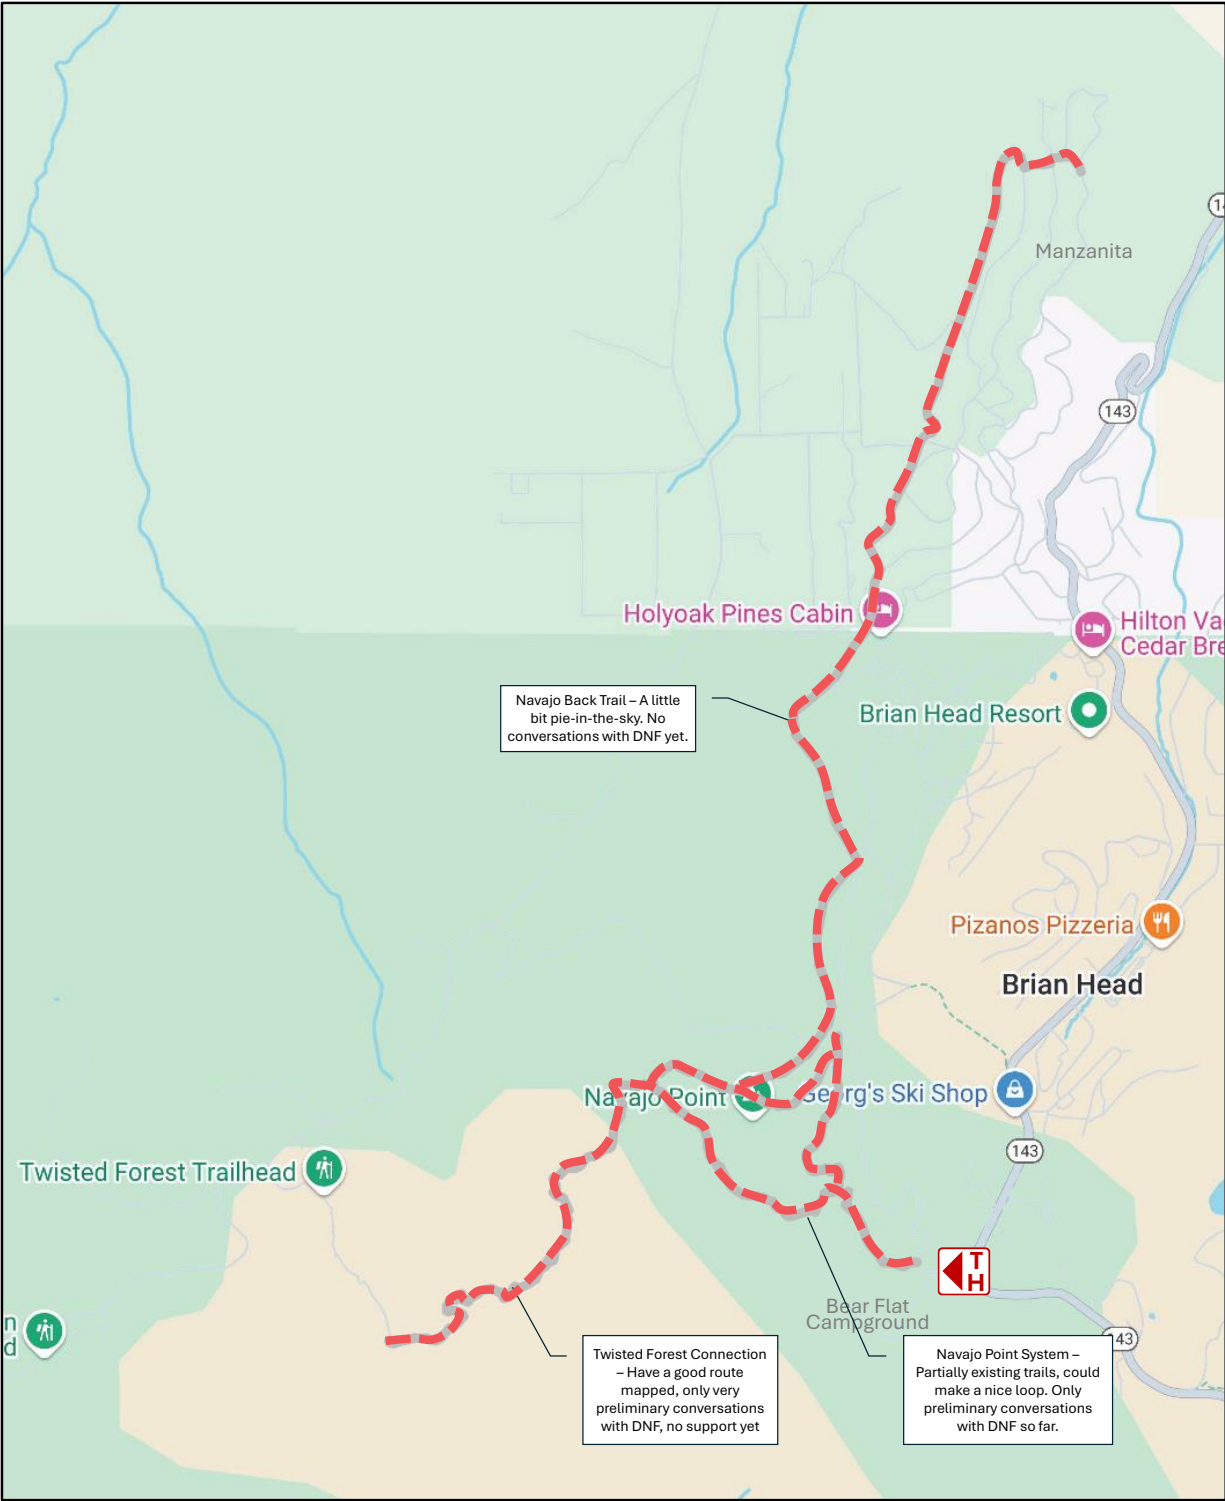 Manzanita
143
Holyoak Pines Cabin
Hilton Va
Cedar Bre
Navajo Back Trail – A little
bit pie-in-the-sky. No
conversations with DNF yet.
Brian Head Resort
Pizanos Pizzeria
Brian Head
Navajo Point
Georg's Ski Shop
143
Twisted Forest Trailhead
T
H
Bear Flat
Campground
n
d
143
Twisted Forest Connection
– Have a good route
mapped, only very
preliminary conversations
with DNF, no support yet
Navajo Point System –
Partially existing trails, could
make a nice loop. Only
preliminary conversations
with DNF so far.